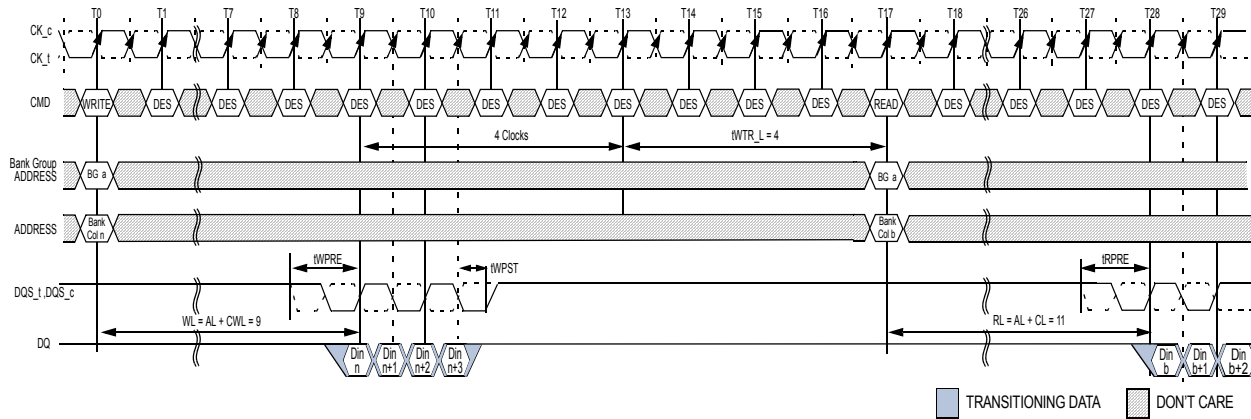 T0 T1 T7 T8 T9 T10 T11 T12 T13 T14 T15 T16 T17 T18 T26 T27 T28 T29
CK_c
CK_t
CMD WRITE DES DES DES DES DES DES DES DES DES DES DES READ DES DES DES DES DES
4 Clocks tWTR_L = 4
Bank Group
ADDRESS BG a BG a
ADDRESS Bank
Col n Bank
Col b
tWPRE tWPST tRPRE
DQS_t ,DQS_c
WL = AL + CWL = 9 RL = AL + CL = 11
DQ Din
n Din
n+1 Din
n+2 Din
n+3 Din
b Din
b+1 Din
b+2
TRANSITIONING DATA DON'T CARE